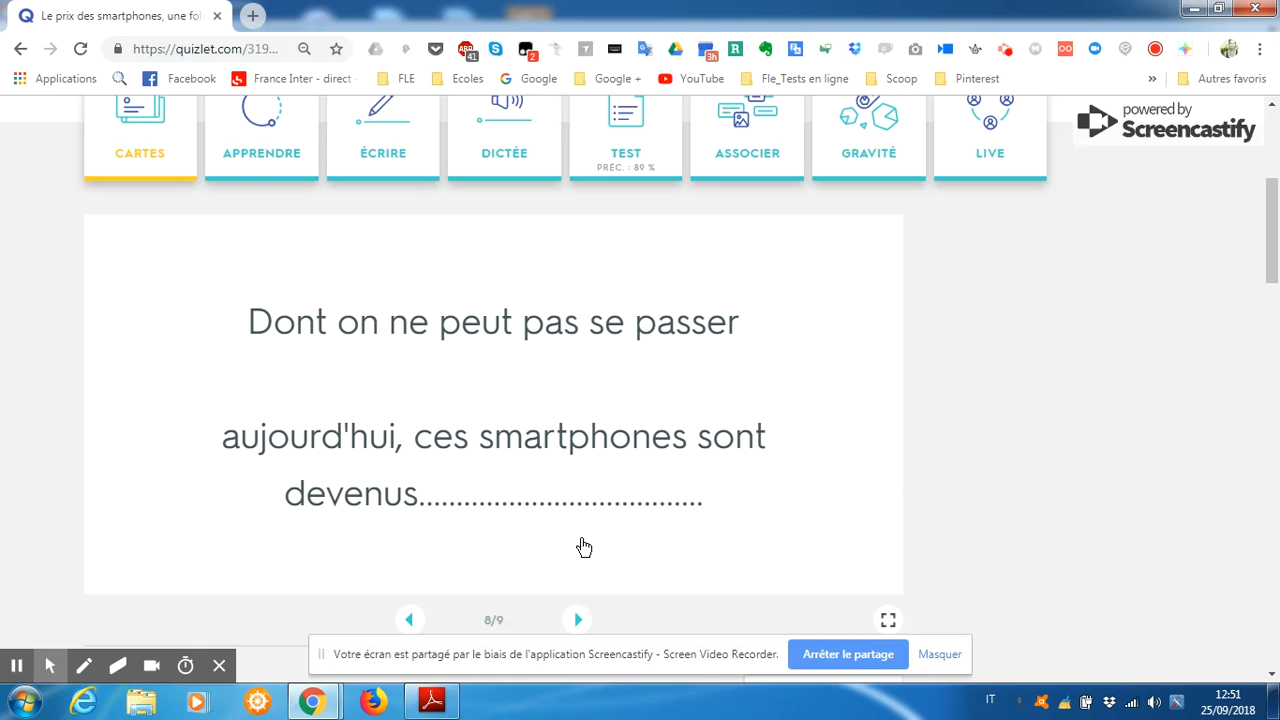 Le prix des smartphones, une fol
https://quizlet.com/319...
41
2
3h
Applications
Facebook
France Inter - direct
FLE
Ecoles
Google
Google +
YouTube
Fle_Tests en ligne
Scoop
Pinterest
»
Autres favoris
CARTES
APPRENDRE
ÉCRIRE
DICTÉE
TEST
PRÉC. : 89 %
ASSOCIER
GRAVITÉ
LIVE
powered by
Screencastify
Dont on ne peut pas se passer
aujourd'hui, ces smartphones sont
devenus.....................................
8/9
Votre écran est partagé par le biais de l'application Screencastify - Screen Video Recorder.
Arrêter le partage
Masquer
IT
12:51
25/09/2018